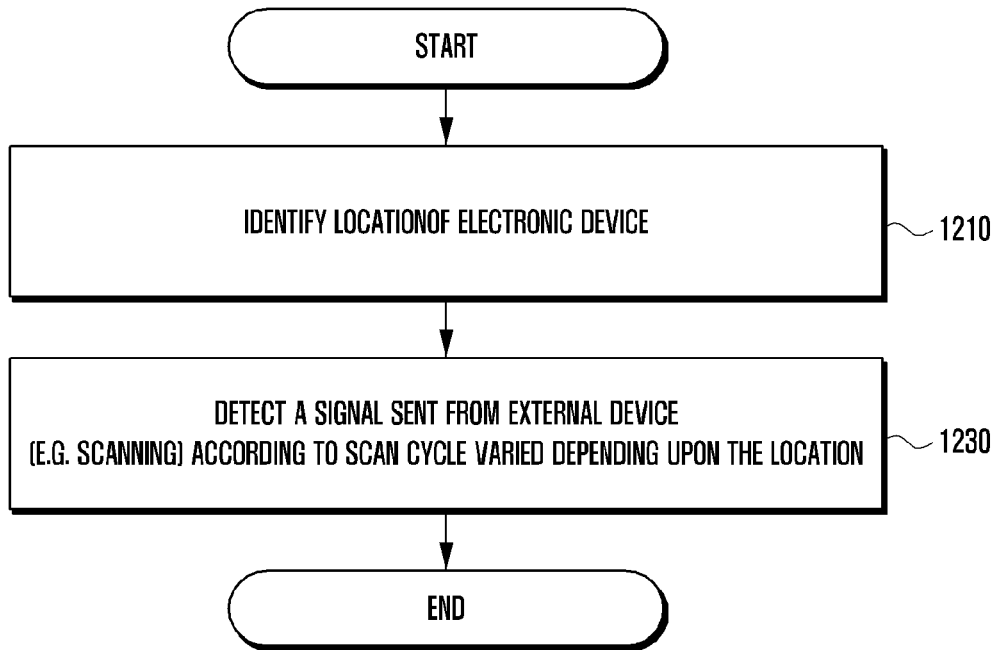 START
IDENTIFY LOCATIONOF ELECTRONIC DEVICE
1210
DETECT A SIGNAL SENT FROM EXTERNAL DEVICE
(E.G. SCANNING) ACCORDING TO SCAN CYCLE VARIED DEPENDING UPON THE LOCATION
1230
END